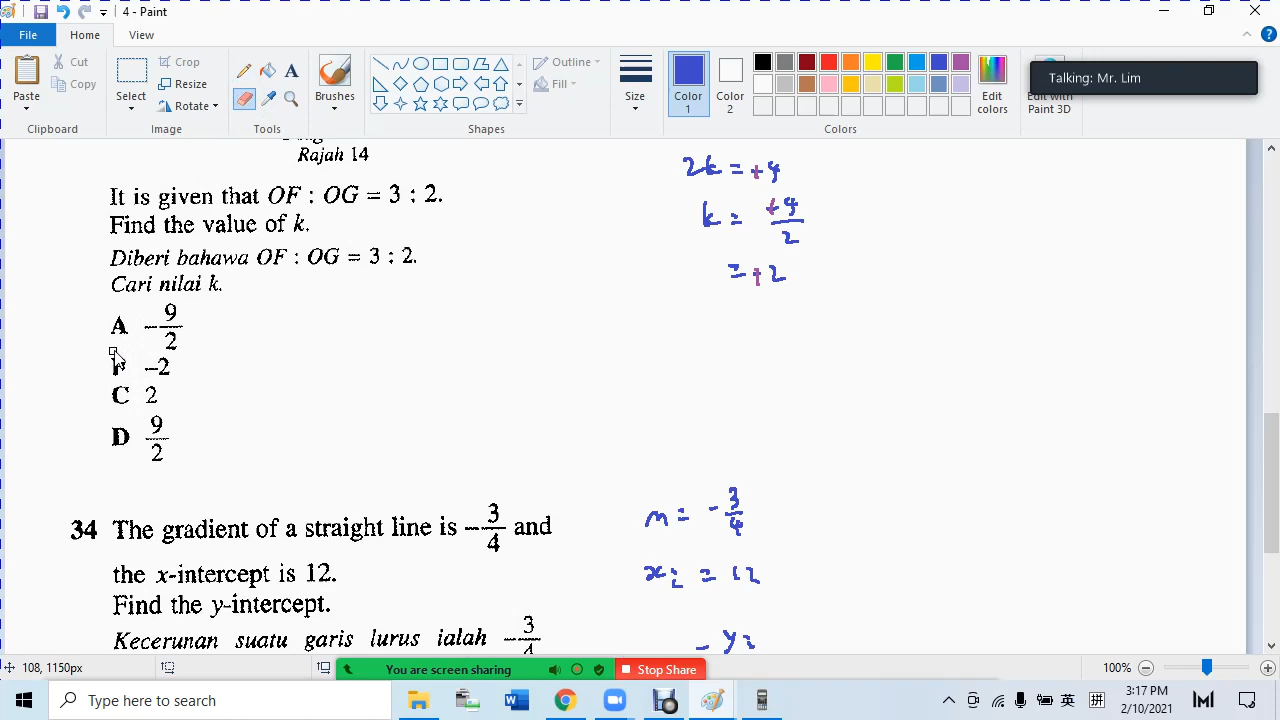 4 - Paint
File
Home
View
Paste
Cut
Copy
Clipboard
Select
Crop
Resize
Rotate
Image
Tools
Brushes
Outline
Fill
Shapes
Size
Color 1
Color 2
Colors
Edit colors
Edit with Paint 3D
Talking: Mr. Lim
Rajah 14
It is given that OF : OG = 3 : 2.
Find the value of k.
Diberi bahawa OF : OG = 3 : 2.
Cari nilai k.
A -9/2
-2
C 2
D 9/2
2k = +4
k = +4/2
= +2
34 The gradient of a straight line is -3/4 and
the x-intercept is 12.
Find the y-intercept.
Kecerunan suatu garis lurus ialah -3/4
m = -3/4
xi = 12
- yi
108, 1150px
100%
You are screen sharing
Stop Share
Type here to search
英
拼
3:17 PM
2/10/2021